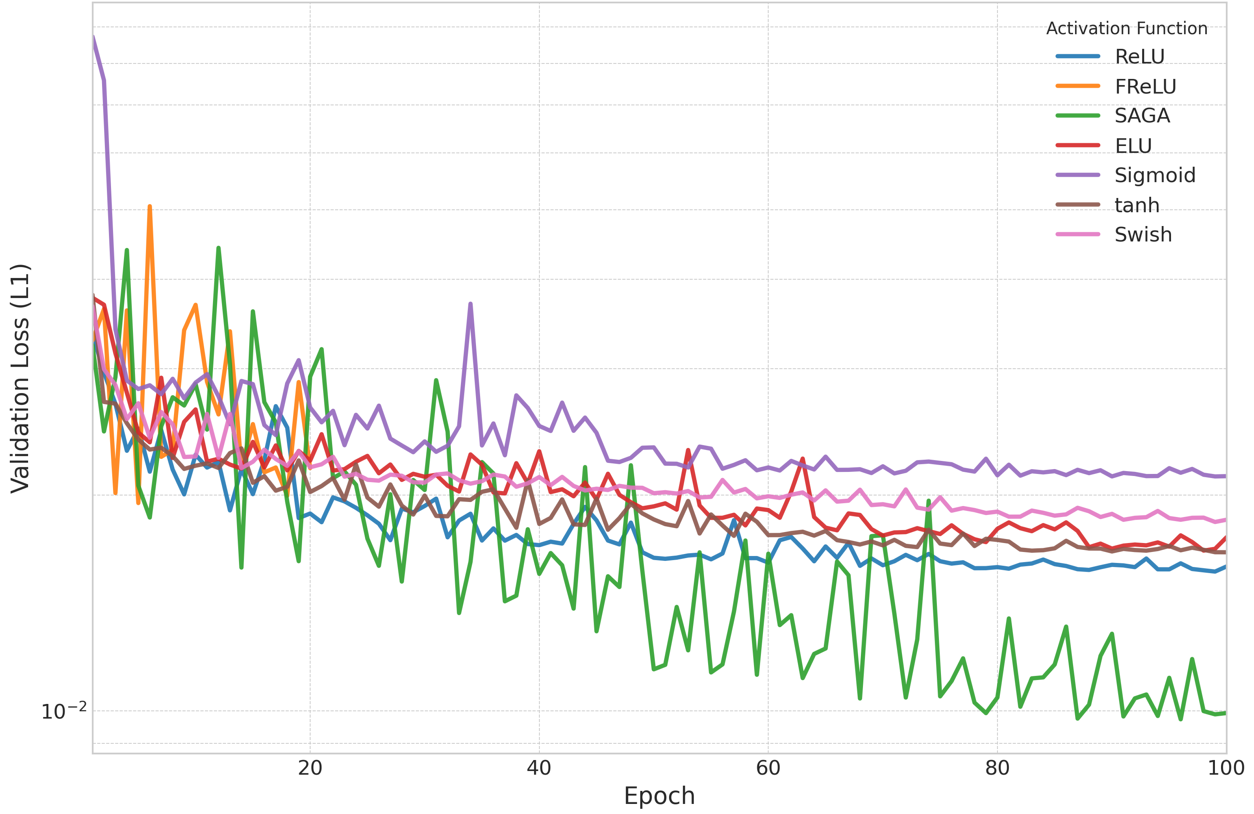 Validation Loss (L1)
10⁻²
Activation Function
ReLU
FReLU
SAGA
ELU
Sigmoid
tanh
Swish
20 40 60 80 100
Epoch